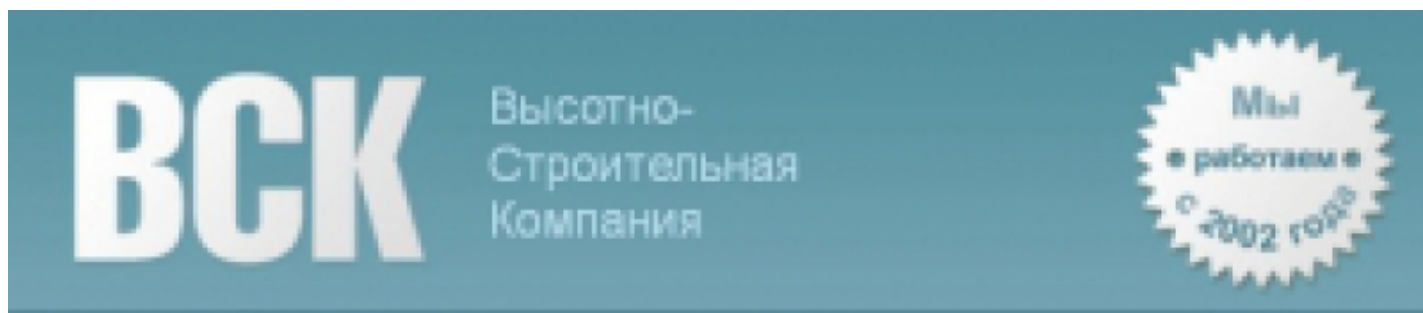 ВСК
Высотно-
Строительная
Компания
Мы
• работаем •
с 2002 года